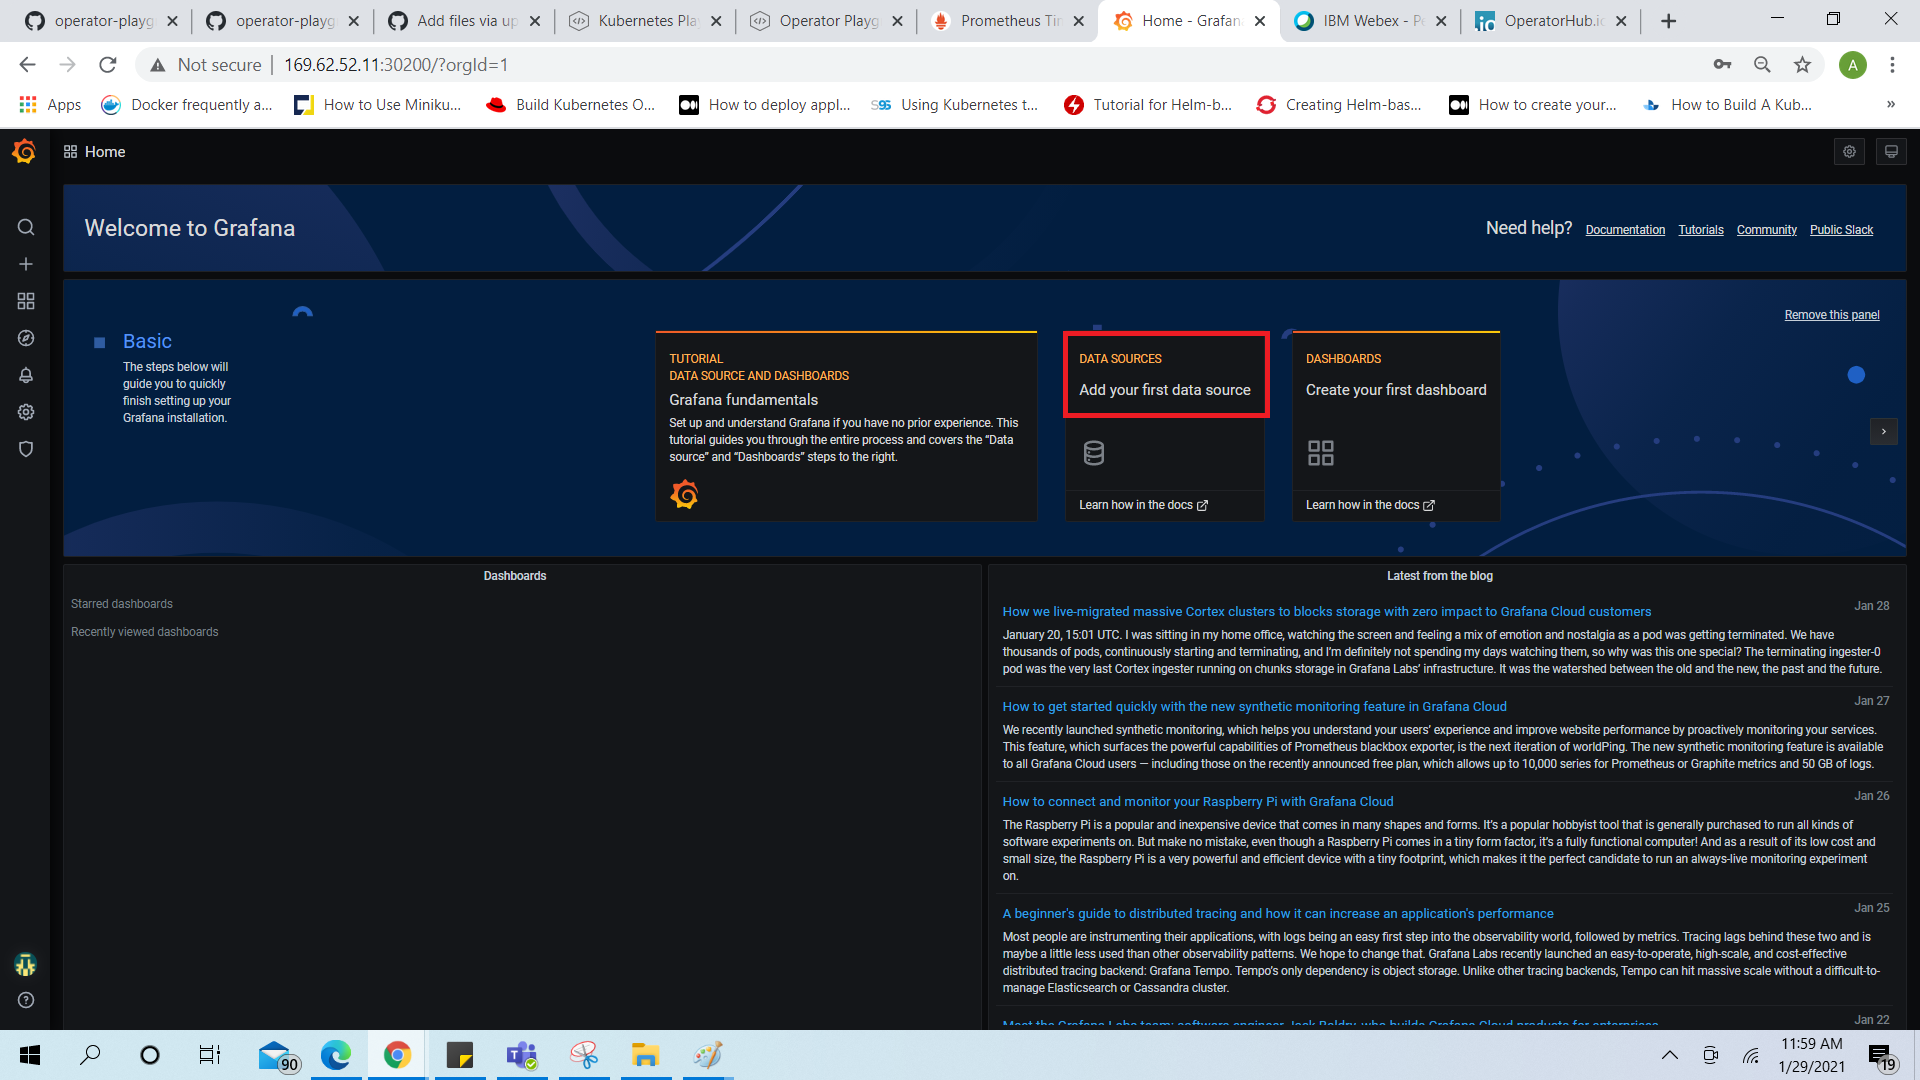 operator-playg
operator-playg
Add files via up
Kubernetes Pla
Operator Playg
Prometheus Tim
Home - Grafana
IBM Webex - Pe
OperatorHub.io
Not secure
169.62.52.11:30200/?orgId=1
A
Apps
Docker frequently a...
How to Use Miniku...
Build Kubernetes O...
How to deploy appl...
Using Kubernetes t...
Tutorial for Helm-b...
Creating Helm-bas...
How to create your...
How to Build A Kub...
»
Home
Welcome to Grafana
Need help?
Documentation
Tutorials
Community
Public Slack
Remove this panel
Basic
The steps below will
guide you to quickly
finish setting up your
Grafana installation.
TUTORIAL
DATA SOURCE AND DASHBOARDS
Grafana fundamentals
Set up and understand Grafana if you have no prior experience. This
tutorial guides you through the entire process and covers the “Data
source” and “Dashboards” steps to the right.
DATA SOURCES
Add your first data source
Learn how in the docs
DASHBOARDS
Create your first dashboard
Learn how in the docs
Dashboards
Starred dashboards
Recently viewed dashboards
Latest from the blog
How we live-migrated massive Cortex clusters to blocks storage with zero impact to Grafana Cloud customers
Jan 28
January 20, 15:01 UTC. I was sitting in my home office, watching the screen and feeling a mix of emotion and nostalgia as a pod was getting terminated. We have
thousands of pods, continuously starting and terminating, and I’m definitely not spending my days watching them, so why was this one special? The terminating ingester-0
pod was the very last Cortex ingester running on chunks storage in Grafana Labs’ infrastructure. It was the watershed between the old and the new, the past and the future.
How to get started quickly with the new synthetic monitoring feature in Grafana Cloud
Jan 27
We recently launched synthetic monitoring, which helps you understand your users’ experience and improve website performance by proactively monitoring your services.
This feature, which surfaces the powerful capabilities of Prometheus blackbox exporter, is the next iteration of worldPing. The new synthetic monitoring feature is available
to all Grafana Cloud users — including those on the recently announced free plan, which allows up to 10,000 series for Prometheus or Graphite metrics and 50 GB of logs.
How to connect and monitor your Raspberry Pi with Grafana Cloud
Jan 26
The Raspberry Pi is a popular and inexpensive device that comes in many shapes and forms. It’s a popular hobbyist tool that is generally purchased to run all kinds of
software experiments on. But make no mistake, even though a Raspberry Pi comes in a tiny form factor, it’s a fully functional computer! And as a result of its low cost and
small size, the Raspberry Pi is a very powerful and efficient device with a tiny footprint, which makes it the perfect candidate to run an always-live monitoring experiment
on.
A beginner's guide to distributed tracing and how it can increase an application's performance
Jan 25
Most people are instrumenting their applications, with logs being an easy first step into the observability world, followed by metrics. Tracing lags behind these two and is
maybe a little less used than other observability patterns. We hope to change that. Grafana Labs recently launched an easy-to-operate, high-scale, and cost-effective
distributed tracing backend: Grafana Tempo. Tempo’s only dependency is object storage. Unlike other tracing backends, Tempo can hit massive scale without a difficult-to-
manage Elasticsearch or Cassandra cluster.
Meet the Grafana Labs team: software engineer Jack Baldry, who builds Grafana Cloud products for enterprises
Jan 22
90
11:59 AM
1/29/2021
19